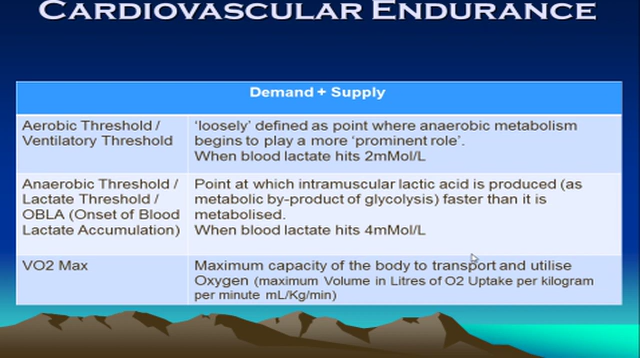 CARDIOVASCULAR ENDURANCE
Demand + Supply
Aerobic Threshold /
Ventilatory Threshold
'loosely' defined as point where anaerobic metabolism
begins to play a more 'prominent role'.
When blood lactate hits 2mMol/L
Anaerobic Threshold /
Lactate Threshold /
OBLA (Onset of Blood
Lactate Accumulation)
Point at which intramuscular lactic acid is produced (as
metabolic by-product of glycolysis) faster than it is
metabolised.
When blood lactate hits 4mMol/L
VO2 Max
Maximum capacity of the body to transport and utilise
Oxygen (maximum Volume in Litres of O2 Uptake per kilogram
per minute mL/Kg/min)